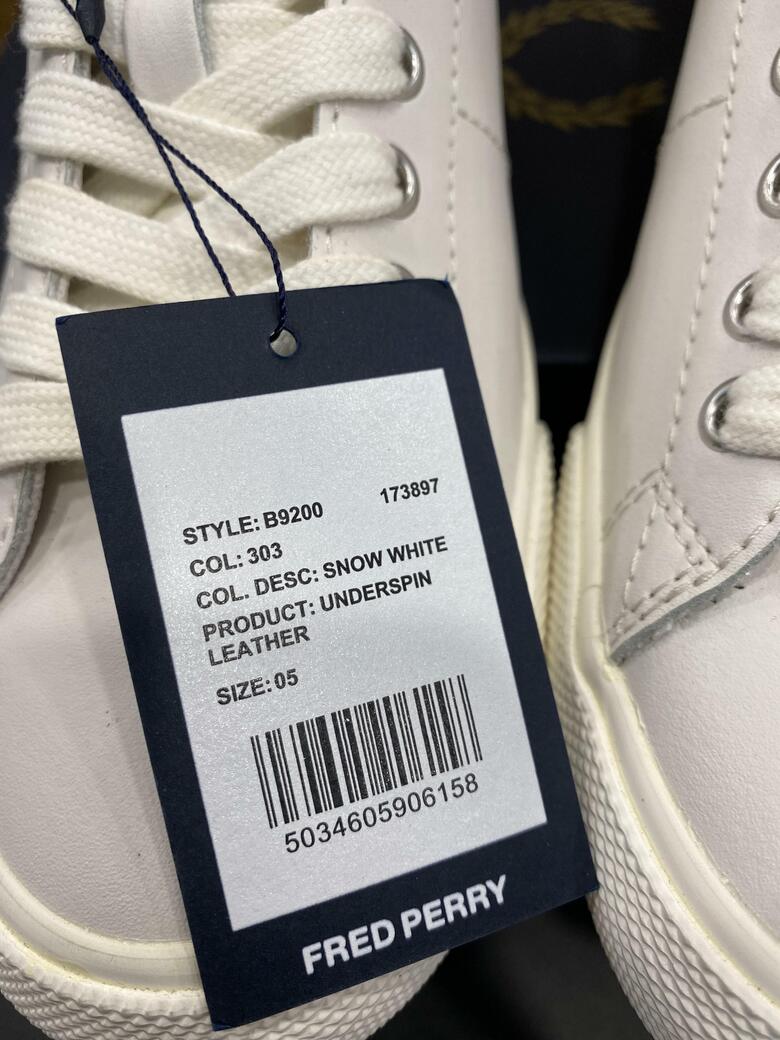 STYLE: B9200 173897
COL: 303
COL. DESC: SNOW WHITE
PRODUCT: UNDERSPIN
LEATHER
SIZE: 05
5034605906158
FRED PERRY